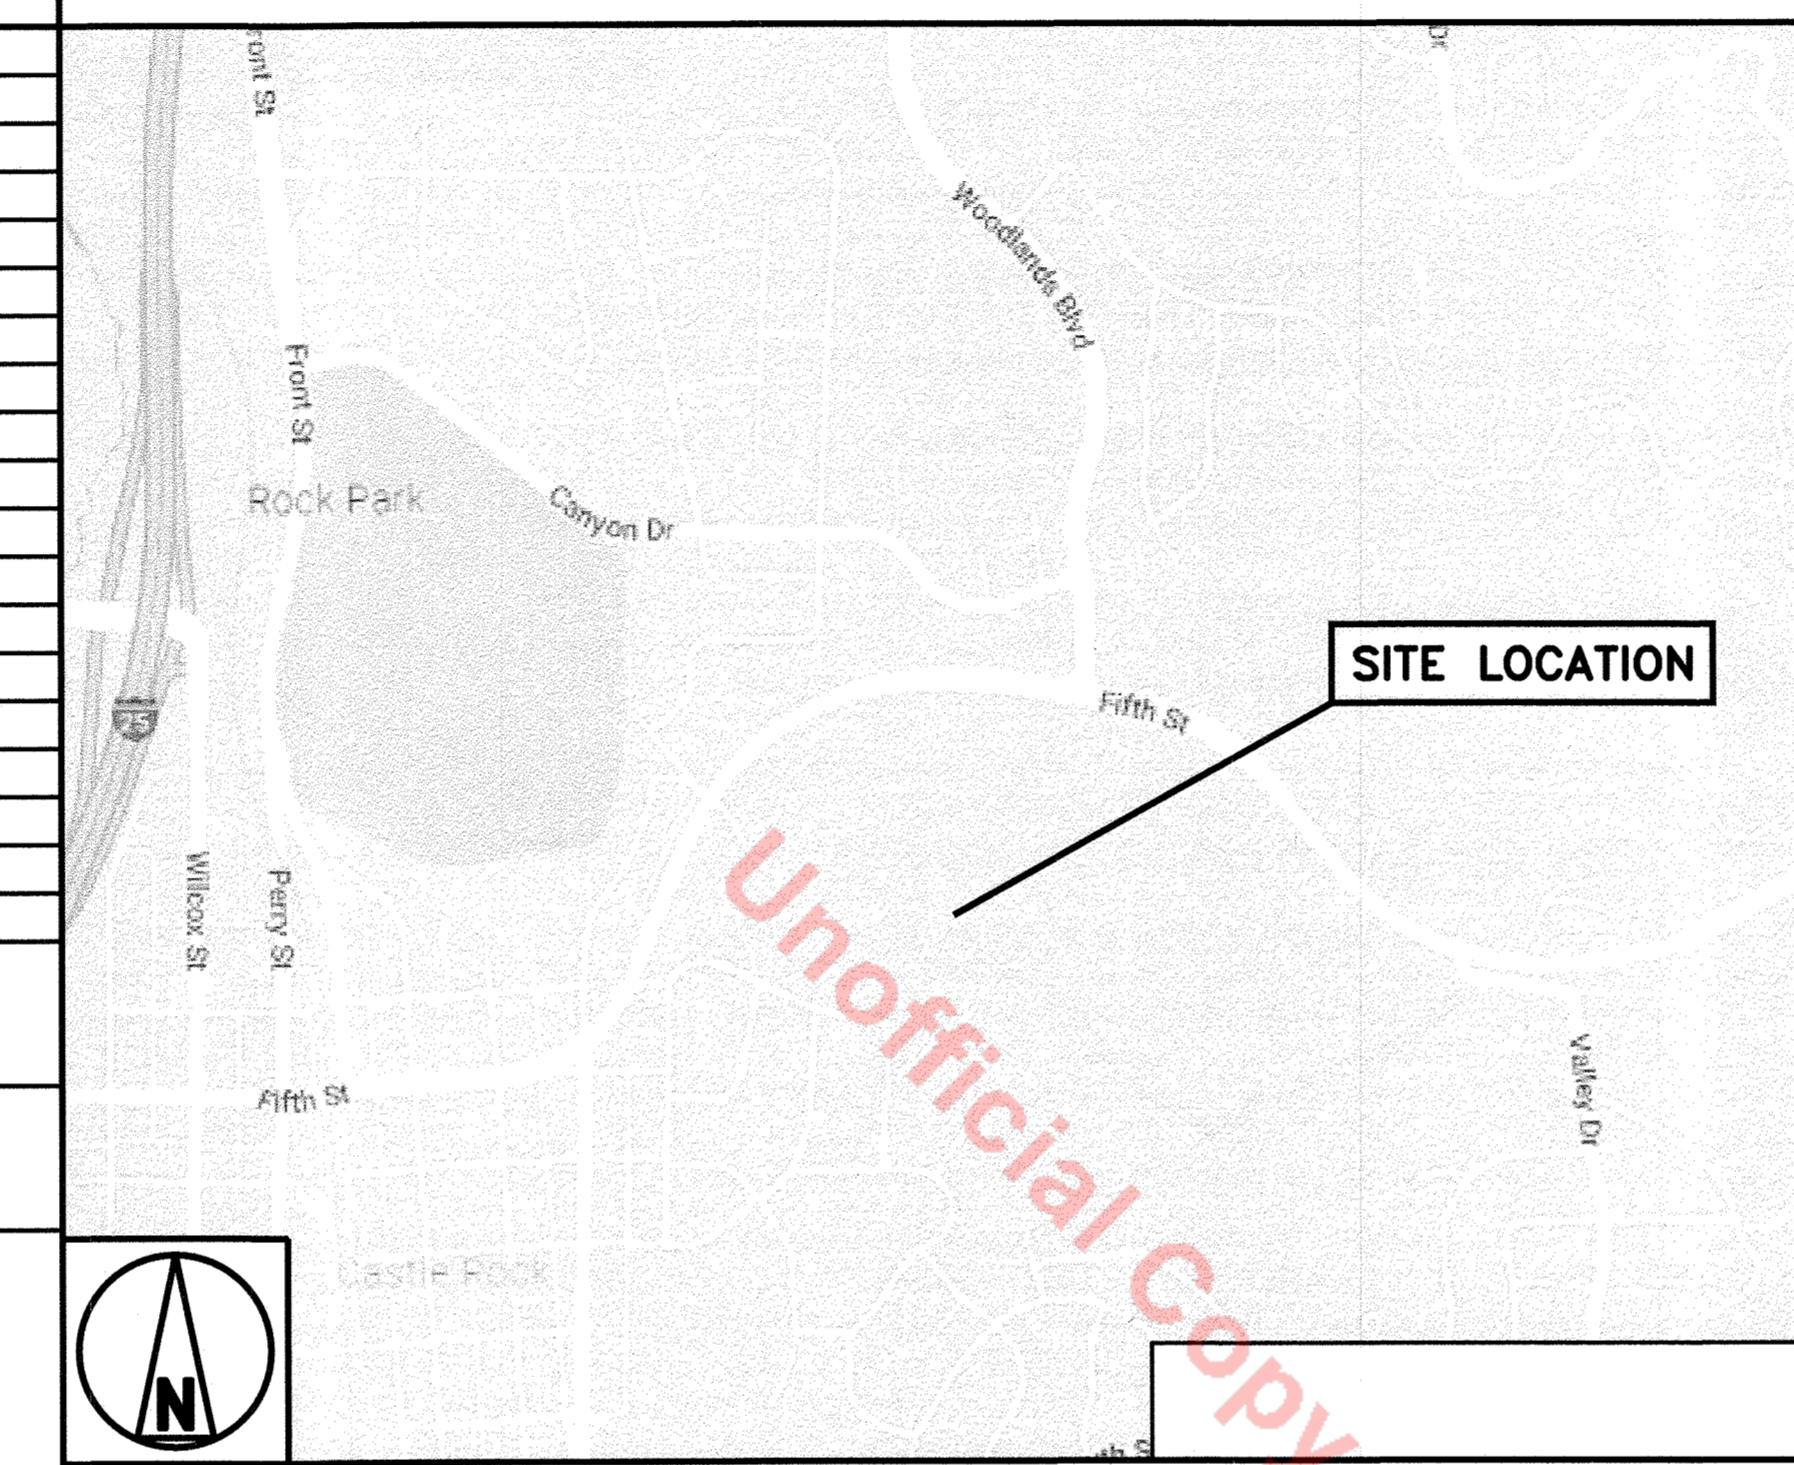 Front St
Woodlands Blvd
Front St
Rock Park
Canyon Dr
SITE LOCATION
Fifth St
25
Wilcox St
Perry St
Unofficial Copy
Valley Dr
Fifth St
Castle Rock
N